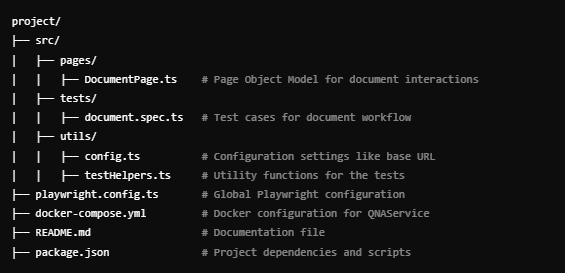 project/
├── src/
│   ├── pages/
│   │   ├── DocumentPage.ts    # Page Object Model for document interactions
│   ├── tests/
│   │   ├── document.spec.ts   # Test cases for document workflow
│   ├── utils/
│   │   ├── config.ts          # Configuration settings like base URL
│   │   ├── testHelpers.ts     # Utility functions for the tests
├── playwright.config.ts       # Global Playwright configuration
├── docker-compose.yml         # Docker configuration for QNAService
├── README.md                  # Documentation file
├── package.json               # Project dependencies and scripts